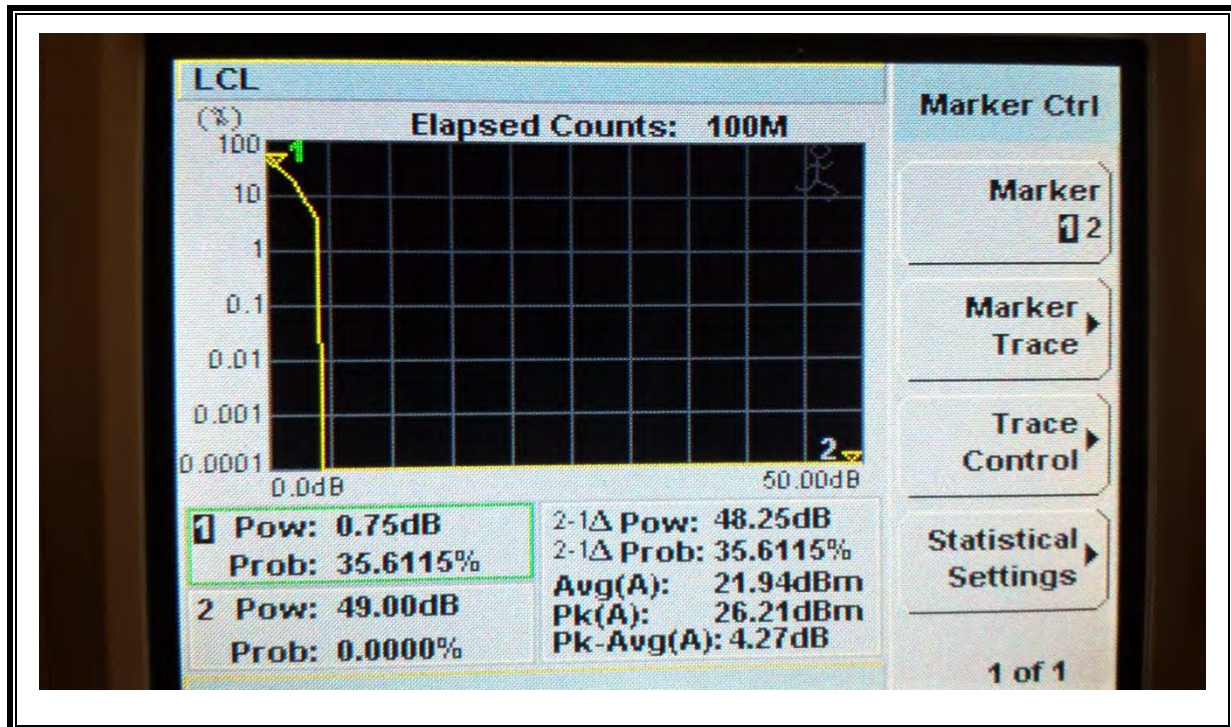 LCL
(%)
Elapsed Counts: 100M
100
10
1
0.1
0.01
0.001
0.0001
1
2
0.0dB
50.00dB
1 Pow: 0.75dB
Prob: 35.6115%
2 Pow: 49.00dB
Prob: 0.0000%
2-1Δ Pow: 48.25dB
2-1Δ Prob: 35.6115%
Avg(A): 21.94dBm
Pk(A): 26.21dBm
Pk-Avg(A): 4.27dB
Marker Ctrl
Marker
1 2
Marker
Trace
Trace
Control
Statistical
Settings
1 of 1